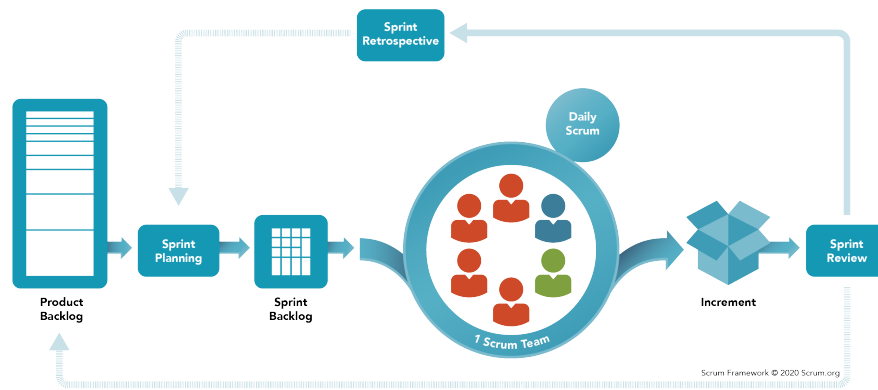 Sprint
Retrospective
Daily
Scrum
Sprint
Planning
Sprint
Review
Product
Backlog
Sprint
Backlog
1 Scrum Team
Increment
Scrum Framework © 2020 Scrum.org